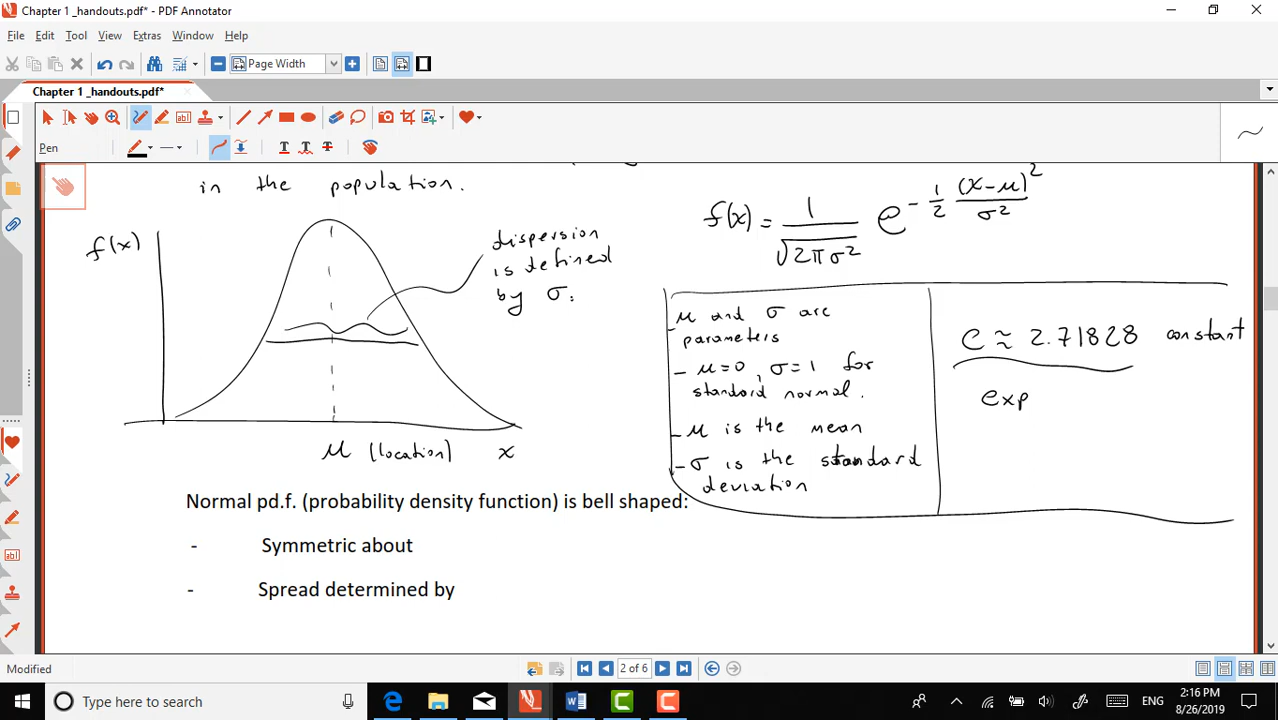 Chapter 1 _handouts.pdf* - PDF Annotator
File Edit Tool View Extras Window Help
Page Width
Chapter 1 _handouts.pdf*
Pen
in the population.
f(x) = 1/√2πσ² e^-1/2 (x-μ)²/σ²
f(x)
dispersion
is defined
by σ.
μ (location) x
μ and σ are
parameters
- μ=0, σ=1 for
standard normal.
- μ is the mean
- σ is the standard
deviation
e ≈ 2.71828 constant
exp
Normal pd.f. (probability density function) is bell shaped:
- Symmetric about
- Spread determined by
Modified
2 of 6
Type here to search
ENG
2:16 PM
8/26/2019